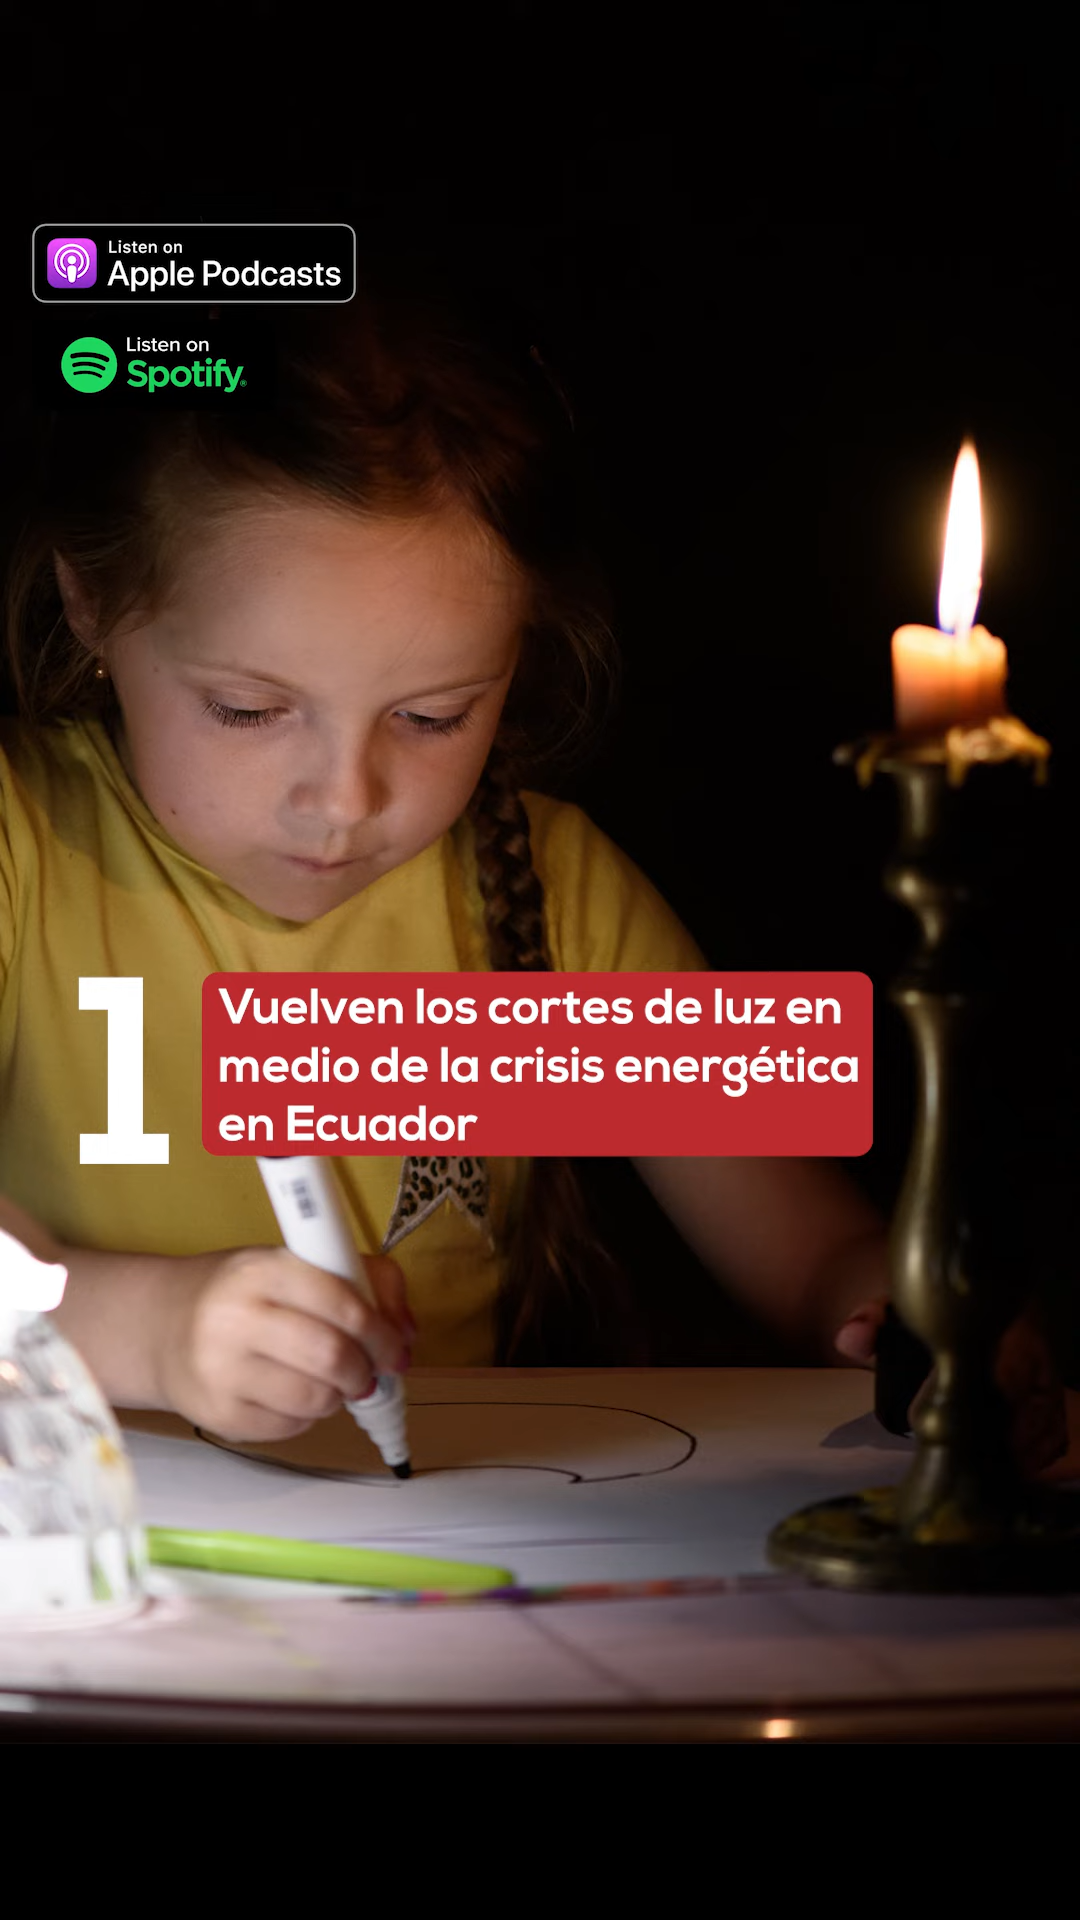 Listen on
Apple Podcasts
Listen on
Spotify
1
Vuelven los cortes de luz en
medio de la crisis energética
en Ecuador